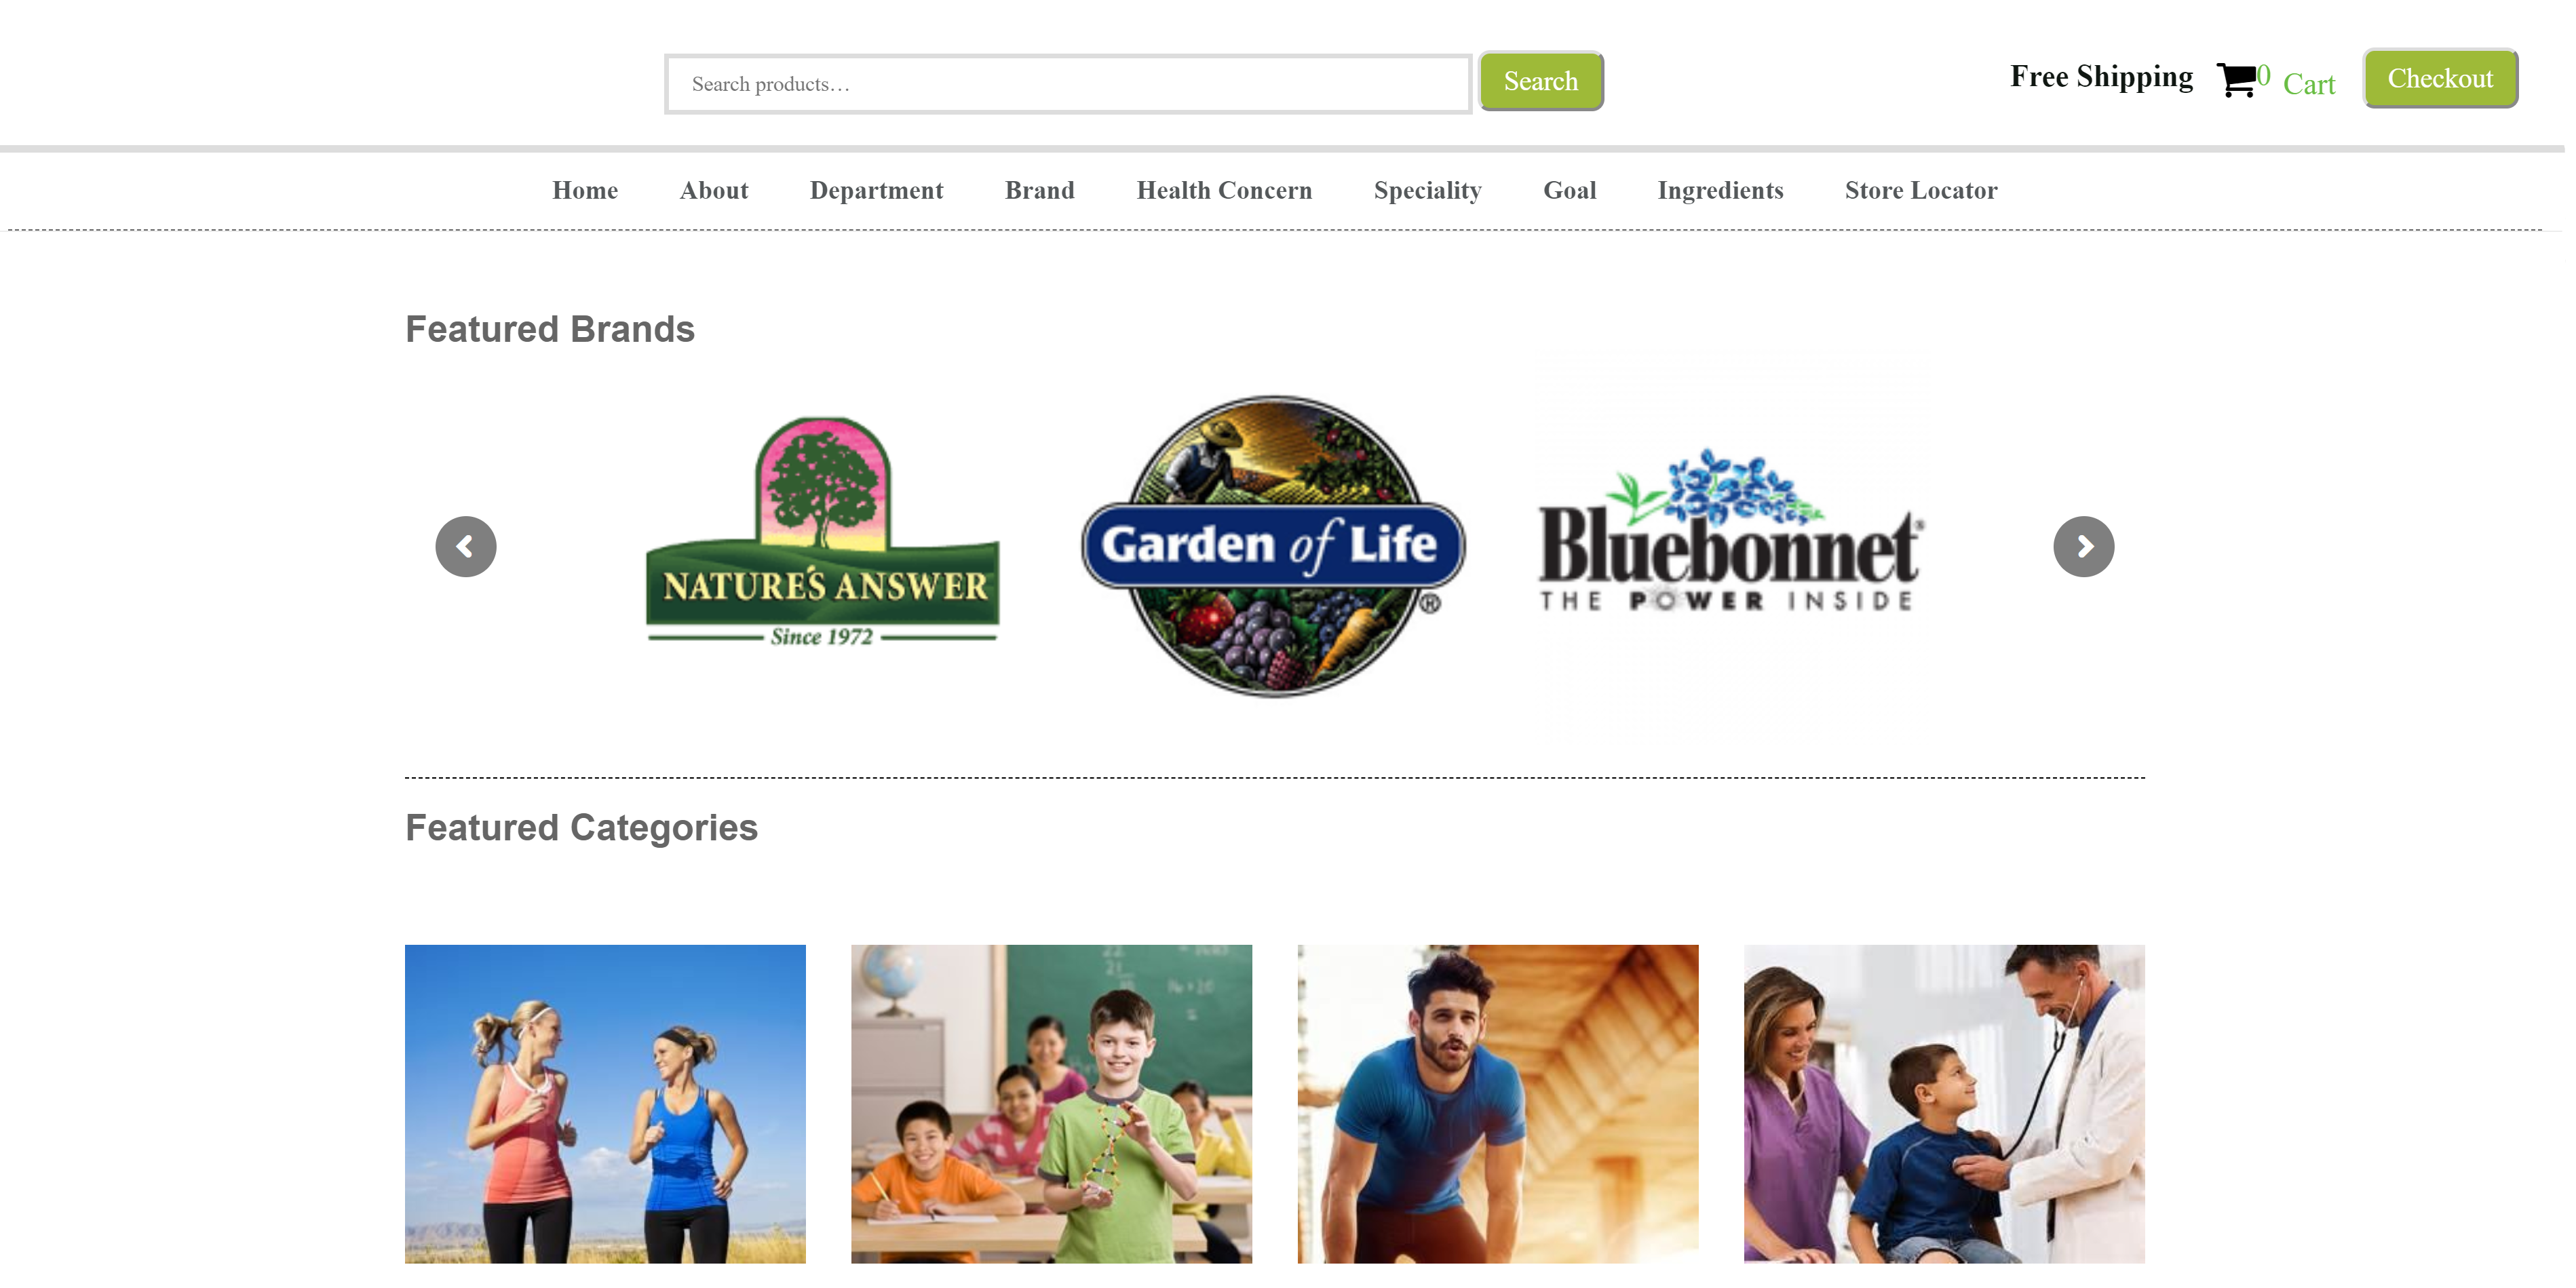 Search products…
Search
Free Shipping
0
Cart
Checkout
Home
About
Department
Brand
Health Concern
Speciality
Goal
Ingredients
Store Locator
Featured Brands
NATURE'S ANSWER
Since 1972
Garden of Life
®
Bluebonnet®
THE POWER INSIDE
Featured Categories